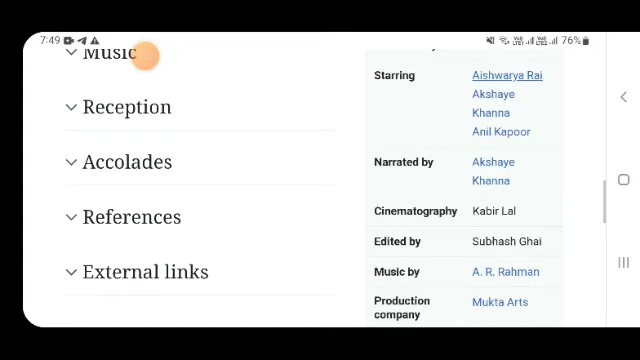 7:49
76%
Music
Reception
Accolades
References
External links
Starring Aishwarya Rai
Akshaye
Khanna
Anil Kapoor
Narrated by Akshaye
Khanna
Cinematography Kabir Lal
Edited by Subhash Ghai
Music by A. R. Rahman
Production Mukta Arts
company